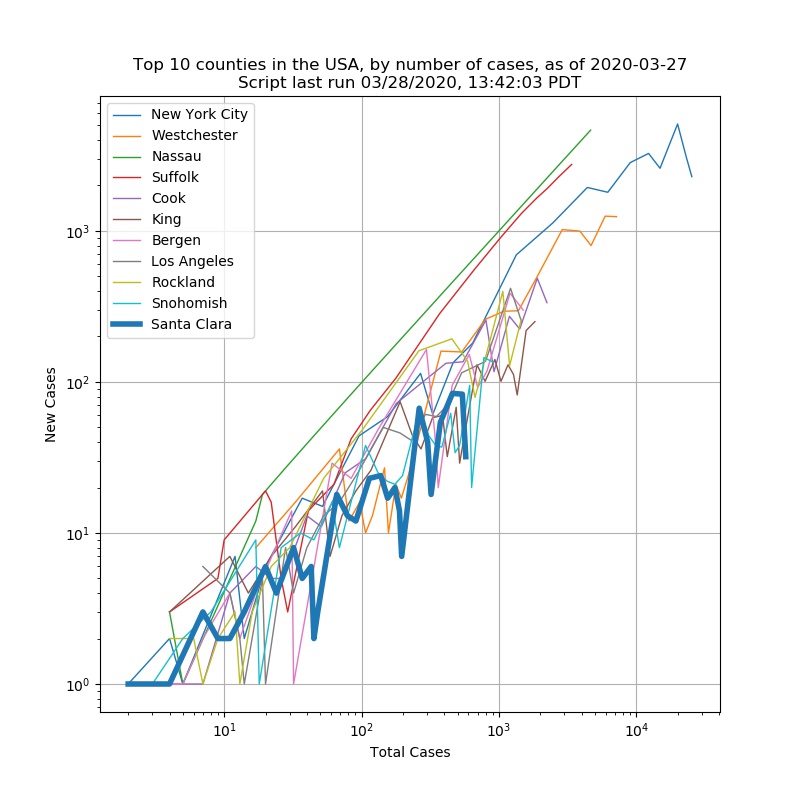 Top 10 counties in the USA, by number of cases, as of 2020-03-27
Script last run 03/28/2020, 13:42:03 PDT
New York City
Westchester
Nassau
Suffolk
Cook
King
Bergen
Los Angeles
Rockland
Snohomish
Santa Clara
New Cases
10³
10²
10¹
10⁰
10¹
10²
10³
10⁴
Total Cases